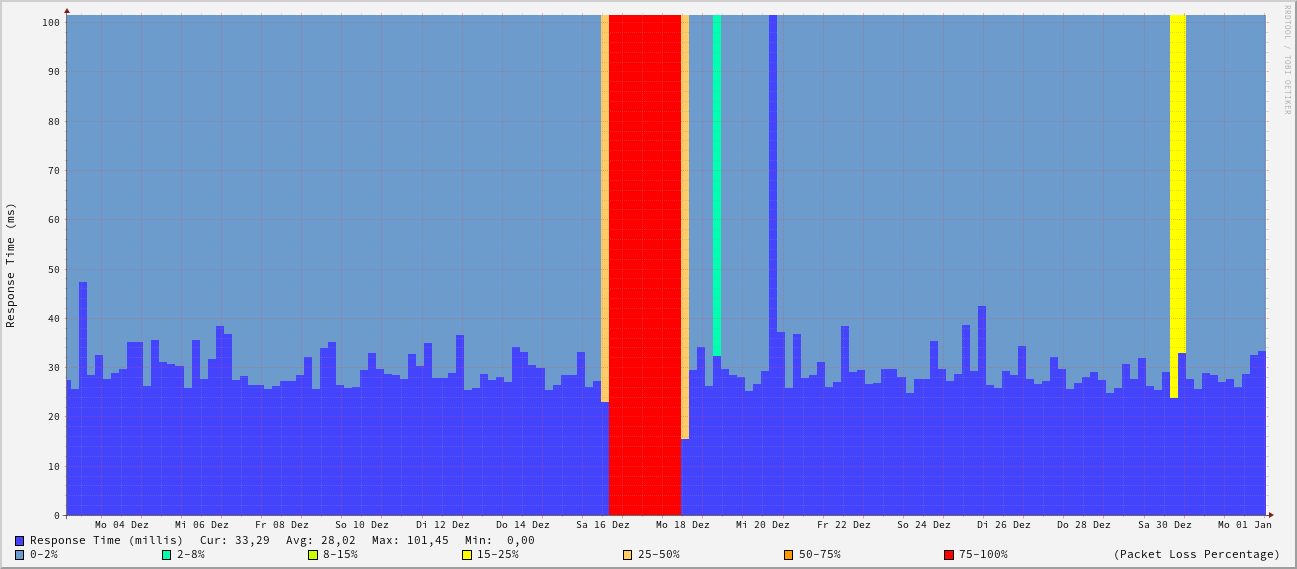 RRDTOOL / TOBI OETIKER
Response Time (ms)
100
90
80
70
60
50
40
30
20
10
0
Mo 04 Dez Mi 06 Dez Fr 08 Dez So 10 Dez Di 12 Dez Do 14 Dez Sa 16 Dez Mo 18 Dez Mi 20 Dez Fr 22 Dez So 24 Dez Di 26 Dez Do 28 Dez Sa 30 Dez Mo 01 Jan
Response Time (millis) Cur: 33,29 Avg: 28,02 Max: 101,45 Min: 0,00
0-2% 2-8% 8-15% 15-25% 25-50% 50-75% 75-100% (Packet Loss Percentage)